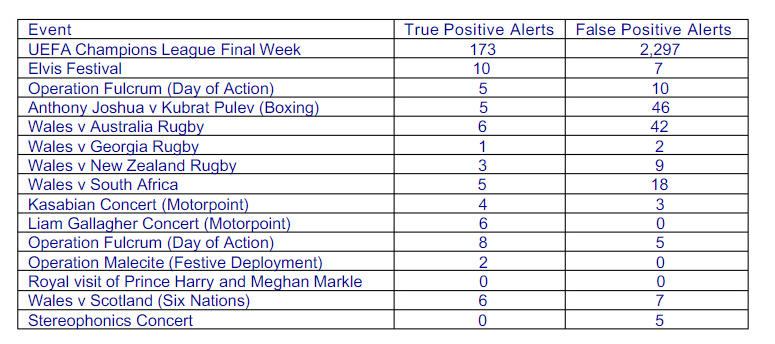 Event True Positive Alerts False Positive Alerts
UEFA Champions League Final Week 173 2,297
Elvis Festival 10 7
Operation Fulcrum (Day of Action) 5 10
Anthony Joshua v Kubrat Pulev (Boxing) 5 46
Wales v Australia Rugby 6 42
Wales v Georgia Rugby 1 2
Wales v New Zealand Rugby 3 9
Wales v South Africa 5 18
Kasabian Concert (Motorpoint) 4 3
Liam Gallagher Concert (Motorpoint) 6 0
Operation Fulcrum (Day of Action) 8 5
Operation Malecite (Festive Deployment) 2 0
Royal visit of Prince Harry and Meghan Markle 0 0
Wales v Scotland (Six Nations) 6 7
Stereophonics Concert 0 5